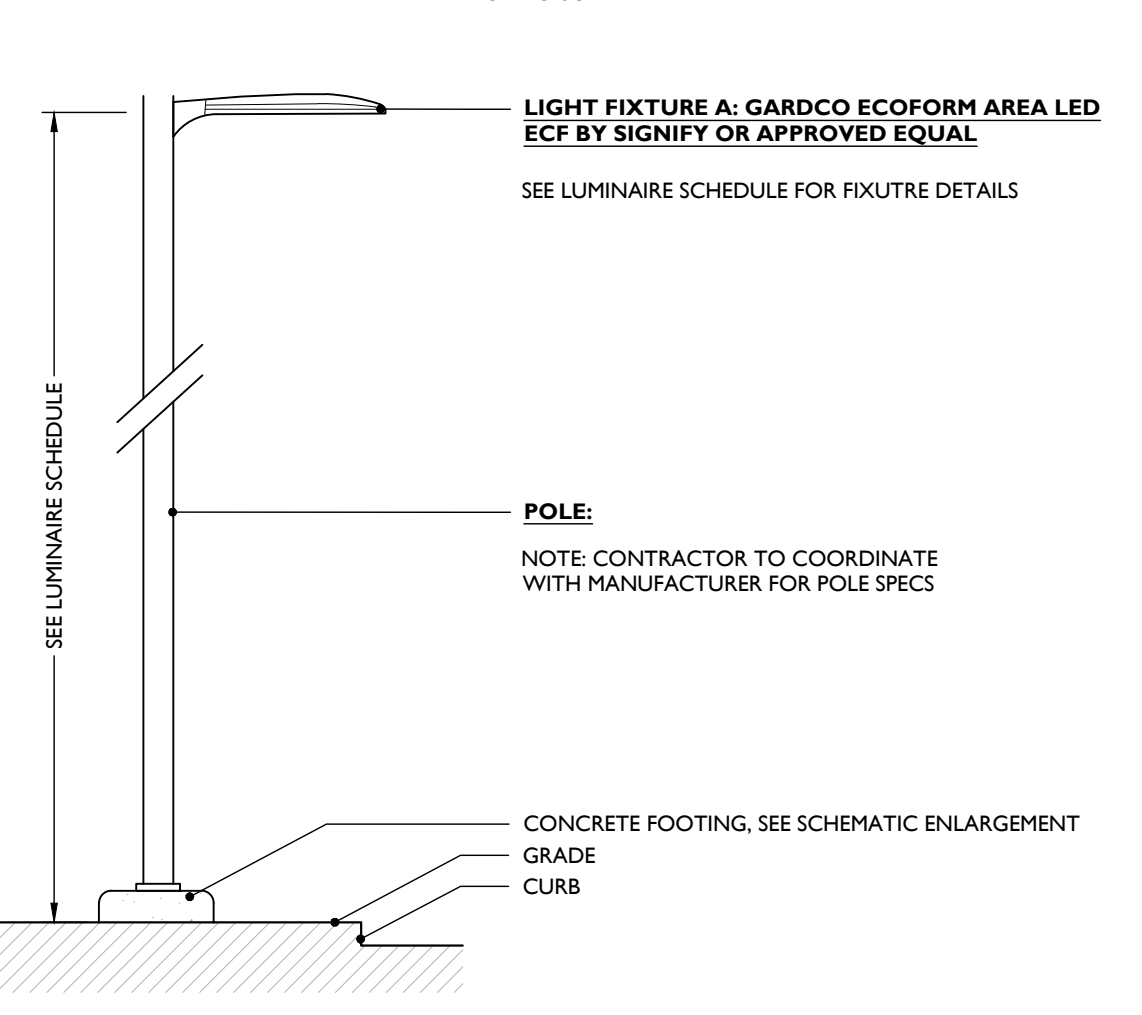 LIGHT FIXTURE A: GARDCO ECOFORM AREA LED
ECF BY SIGNIFY OR APPROVED EQUAL
SEE LUMINAIRE SCHEDULE FOR FIXUTRE DETAILS
SEE LUMINAIRE SCHEDULE
POLE:
NOTE: CONTRACTOR TO COORDINATE
WITH MANUFACTURER FOR POLE SPECS
CONCRETE FOOTING, SEE SCHEMATIC ENLARGEMENT
GRADE
CURB